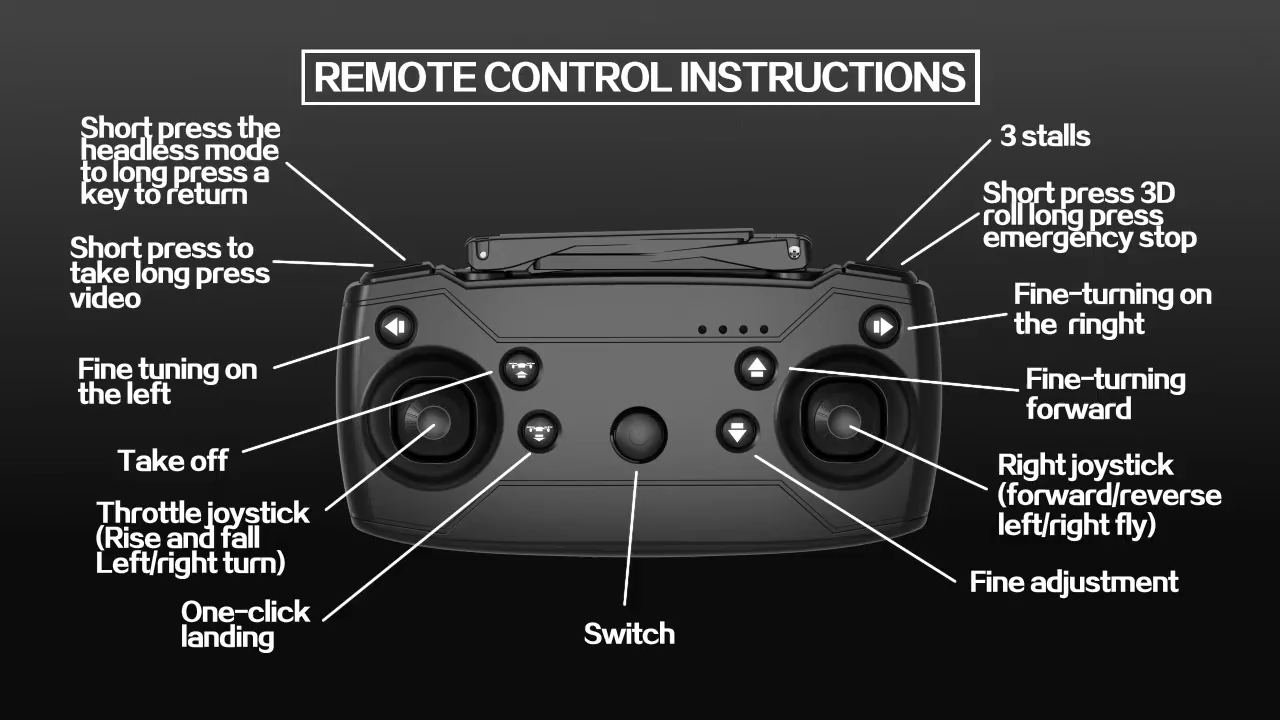 REMOTE CONTROL INSTRUCTIONS
Short press the
headless mode
to long press a
key to return
Short press to
take long press
video
Fine tuning on
the left
Take off
Throttle joystick
(Rise and fall
Left/right turn)
One-click
landing
Switch
3 stalls
Short press 3D
roll long press
emergency stop
Fine-turning on
the ringht
Fine-turning
forward
Right joystick
(forward/reverse
left/right fly)
Fine adjustment